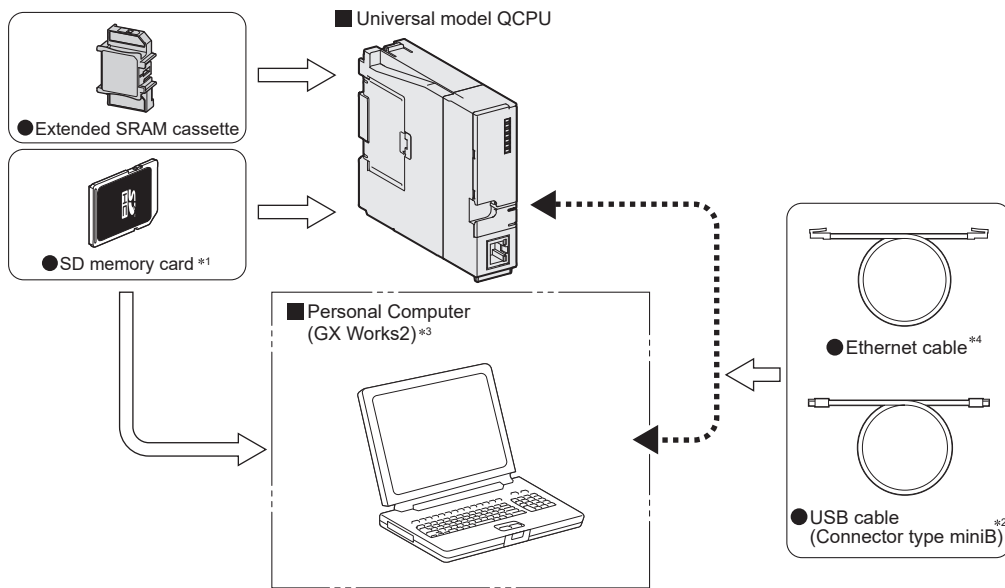 Universal model QCPU
Extended SRAM cassette
SD memory card *1
Personal Computer
(GX Works2)*3
Ethernet cable*4
USB cable
(Connector type miniB)*2